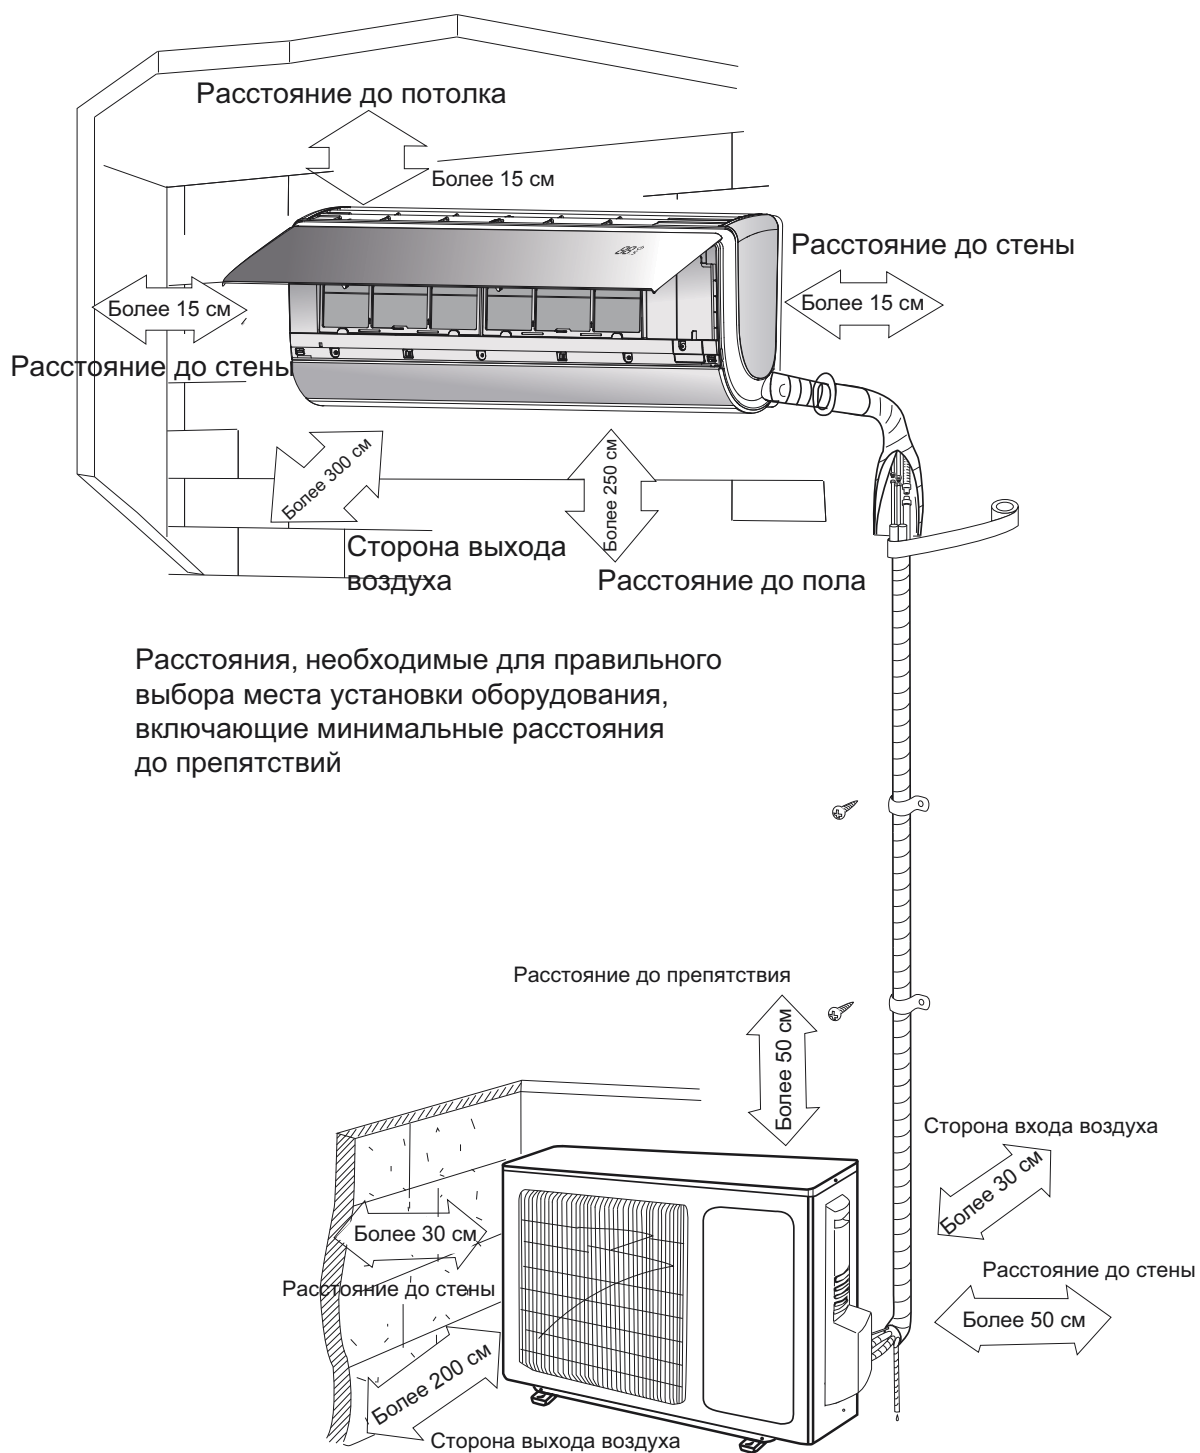 Расстояние до потолка
Более 15 см
Расстояние до стены
Более 15 см
Более 15 см
Расстояние до стены
Более 300 см
Более 250 см
Сторона выхода
воздуха
Расстояние до пола
Расстояния, необходимые для правильного
выбора места установки оборудования,
включающие минимальные расстояния
до препятствий
Расстояние до препятствия
Более 50 см
Сторона входа воздуха
Более 30 см
Более 30 см
Расстояние до стены
Расстояние до стены
Более 50 см
Более 200 см
Сторона выхода воздуха